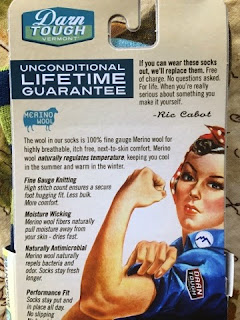 Darn
TOUGH
VERMONT
UNCONDITIONAL
LIFETIME
GUARANTEE
If you can wear these socks
out, we'll replace them. Free
of charge. No questions asked.
For life. When you're really
serious about something you
make it yourself.
-Ric Cabot
MERINO
WOOL
The wool in our socks is 100% fine gauge Merino wool for
highly breathable, itch free, next-to-skin comfort. Merino
wool naturally regulates temperature, keeping you cool
in the summer and warm in the winter.
Fine Gauge Knitting
High stitch count ensures a secure
foot hugging fit. Less bulk.
More comfort.
Moisture Wicking
Merino wool fibers naturally
pull moisture away from
your skin - dries fast.
Naturally Antimicrobial
Merino wool naturally
repels bacteria and
odor. Socks stay fresh
longer.
Performance Fit
Socks stay put and
in place all day.
No slipping
DARN
TOUGH